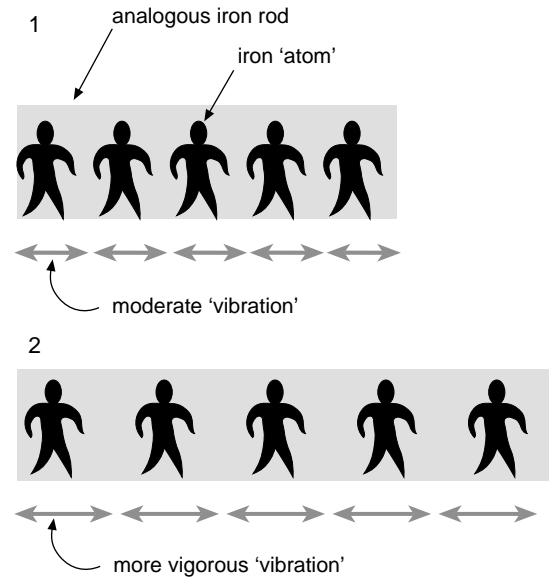 1
analogous iron rod
iron ‘atom’
moderate ‘vibration’
2
more vigorous ‘vibration’